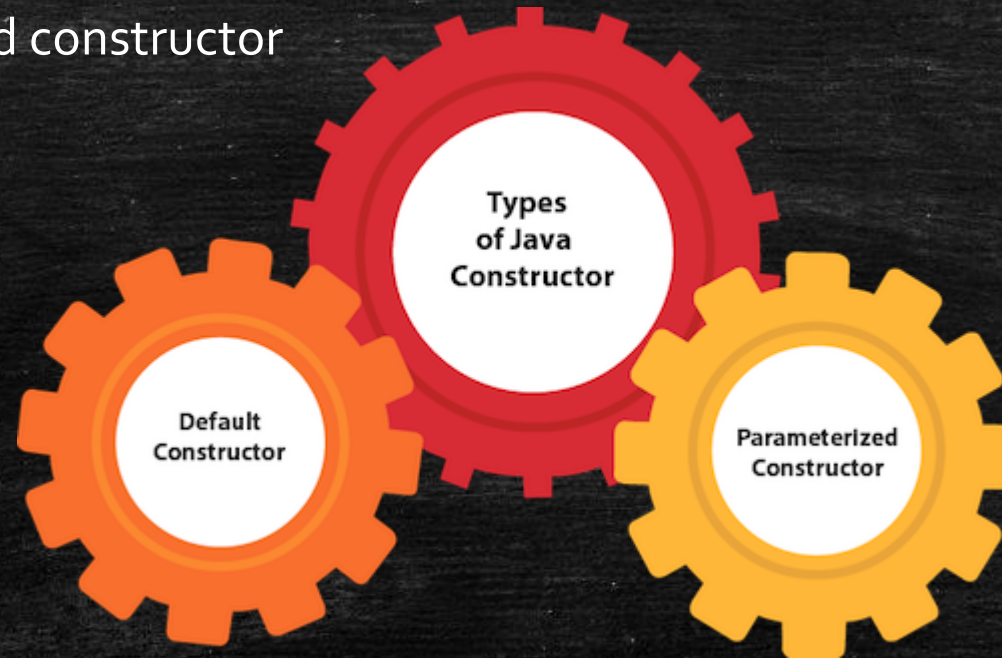 constructor
Types
of Java
Constructor
Default
Constructor
Parameterized
Constructor